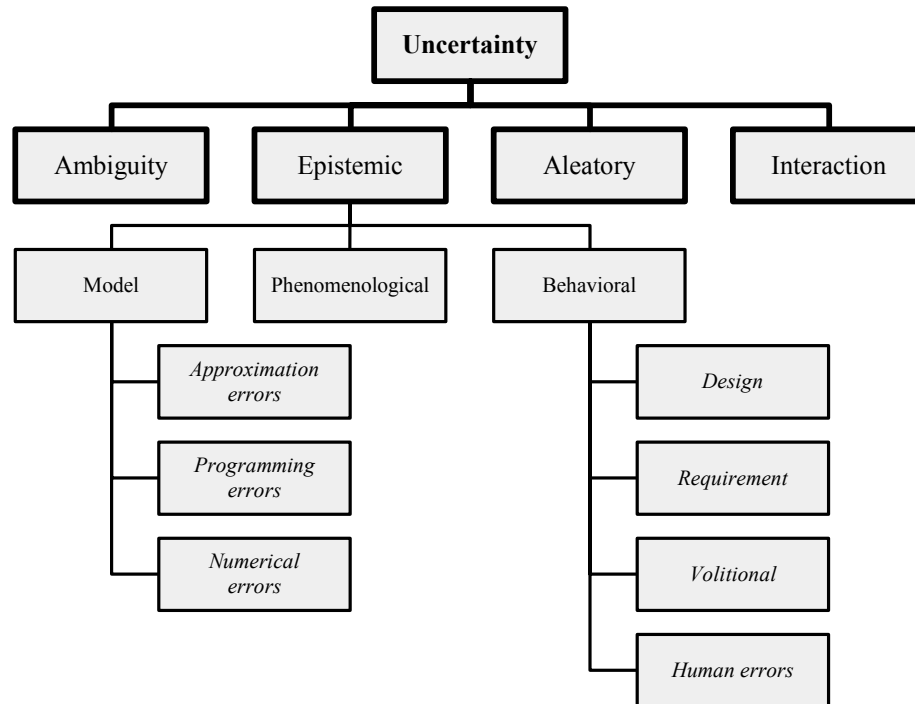 Uncertainty
Ambiguity
Epistemic
Aleatory
Interaction
Model
Phenomenological
Behavioral
Approximation
errors
Programming
errors
Numerical
errors
Design
Requirement
Volitional
Human errors